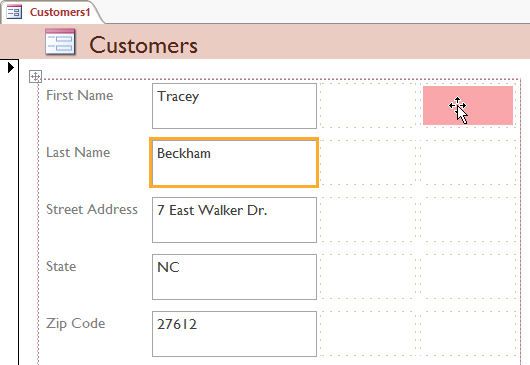 Customers1
Customers
First Name Tracey
Last Name Beckham
Street Address 7 East Walker Dr.
State NC
Zip Code 27612